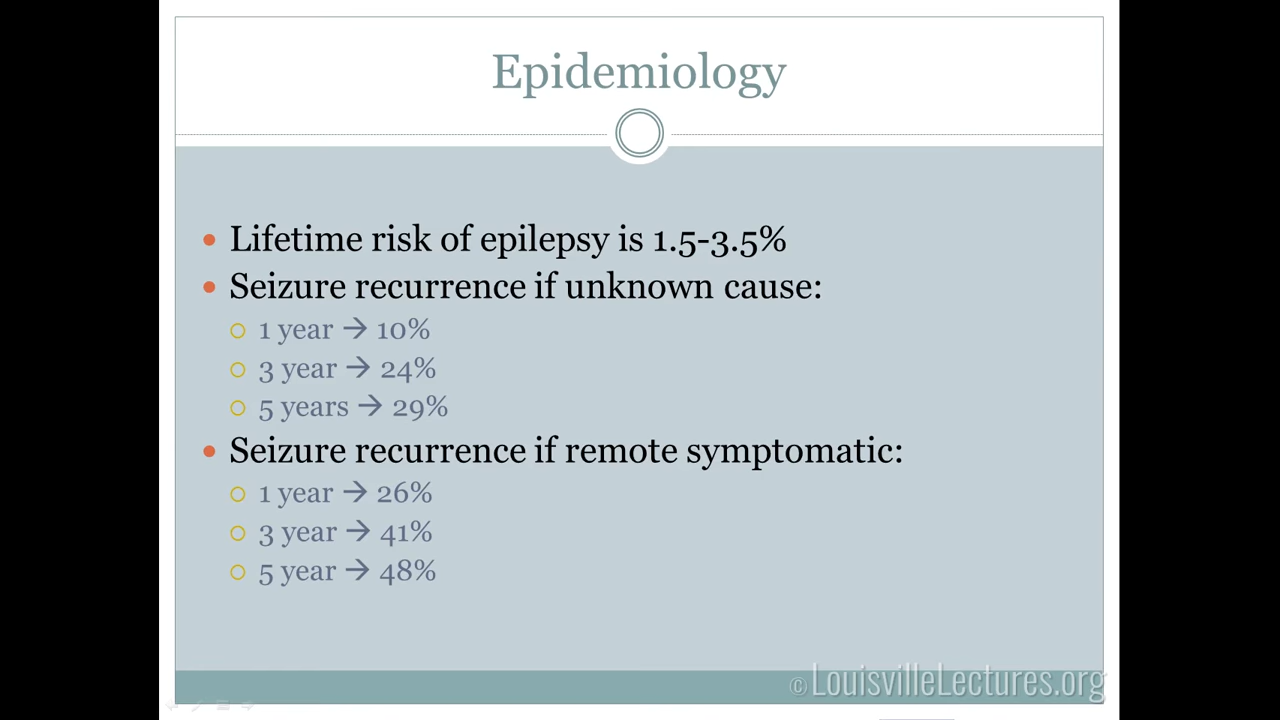 Epidemiology
• Lifetime risk of epilepsy is 1.5-3.5%
• Seizure recurrence if unknown cause:
○ 1 year → 10%
○ 3 year → 24%
○ 5 years → 29%
• Seizure recurrence if remote symptomatic:
○ 1 year → 26%
○ 3 year → 41%
○ 5 year → 48%
© LouisvilleLectures.org